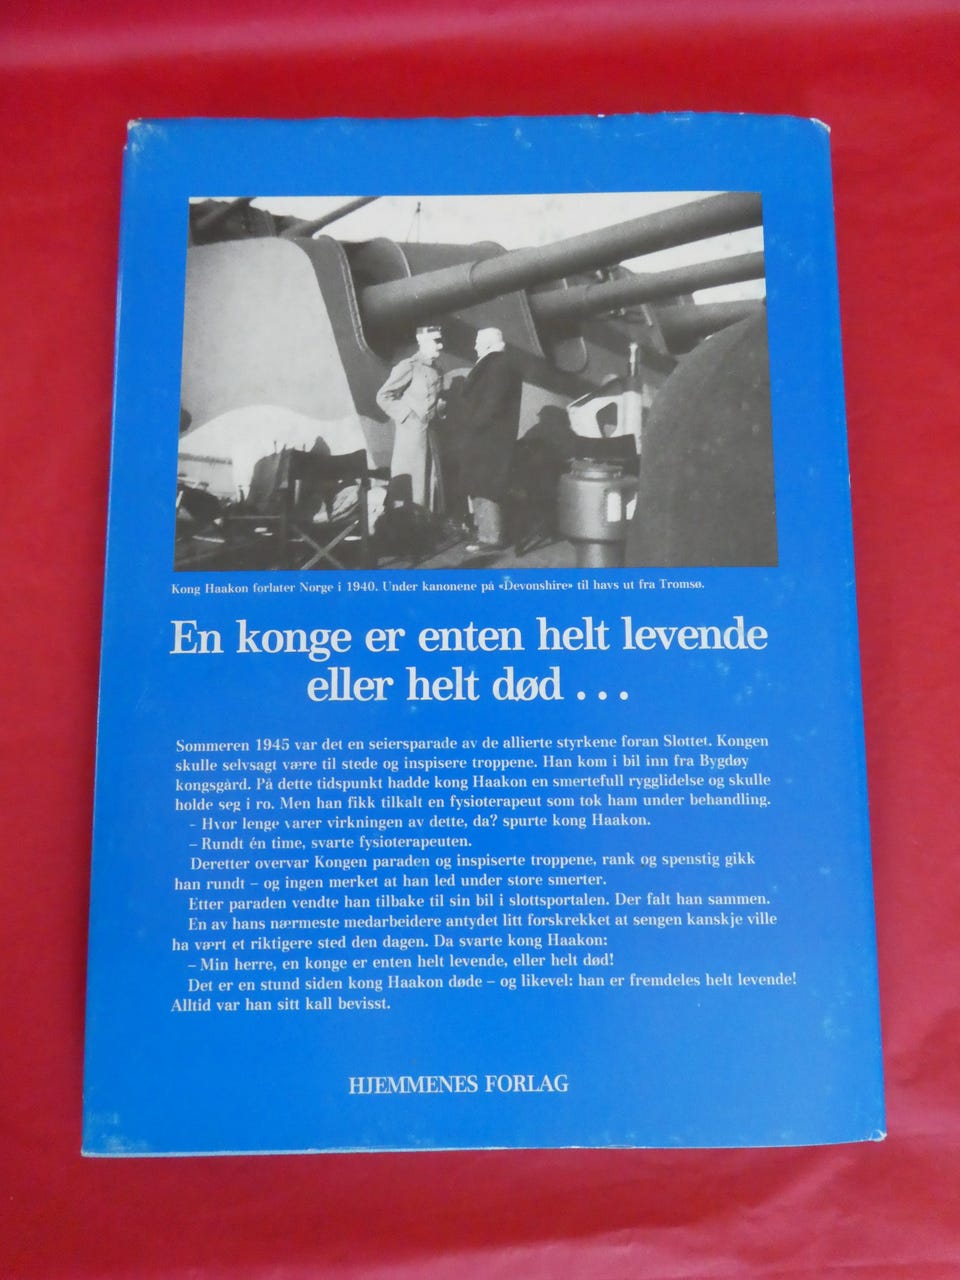 Kong Haakon forlater Norge i 1940. Under kanonene på «Devonshire» til havs ut fra Tromsø.
En konge er enten helt levende
eller helt død . . .
Sommeren 1945 var det en seiersparade av de allierte styrkene foran Slottet. Kongen
skulle selvsagt være til stede og inspisere troppene. Han kom i bil inn fra Bygdøy
kongsgård. På dette tidspunkt hadde kong Haakon en smertefull rygglidelse og skulle
holde seg i ro. Men han fikk tilkalt en fysioterapeut som tok ham under behandling.
– Hvor lenge varer virkningen av dette, da? spurte kong Haakon.
– Rundt én time, svarte fysioterapeuten.
Deretter overvar Kongen paraden og inspiserte troppene, rank og spenstig gikk
han rundt – og ingen merket at han led under store smerter.
Etter paraden vendte han tilbake til sin bil i slottsportalen. Der falt han sammen.
En av hans nærmeste medarbeidere antydet litt forskrekket at sengen kanskje ville
ha vært et riktigere sted den dagen. Da svarte kong Haakon:
– Min herre, en konge er enten helt levende, eller helt død!
Det er en stund siden kong Haakon døde – og likevel: han er fremdeles helt levende!
Alltid var han sitt kall bevisst.
HJEMMENES FORLAG